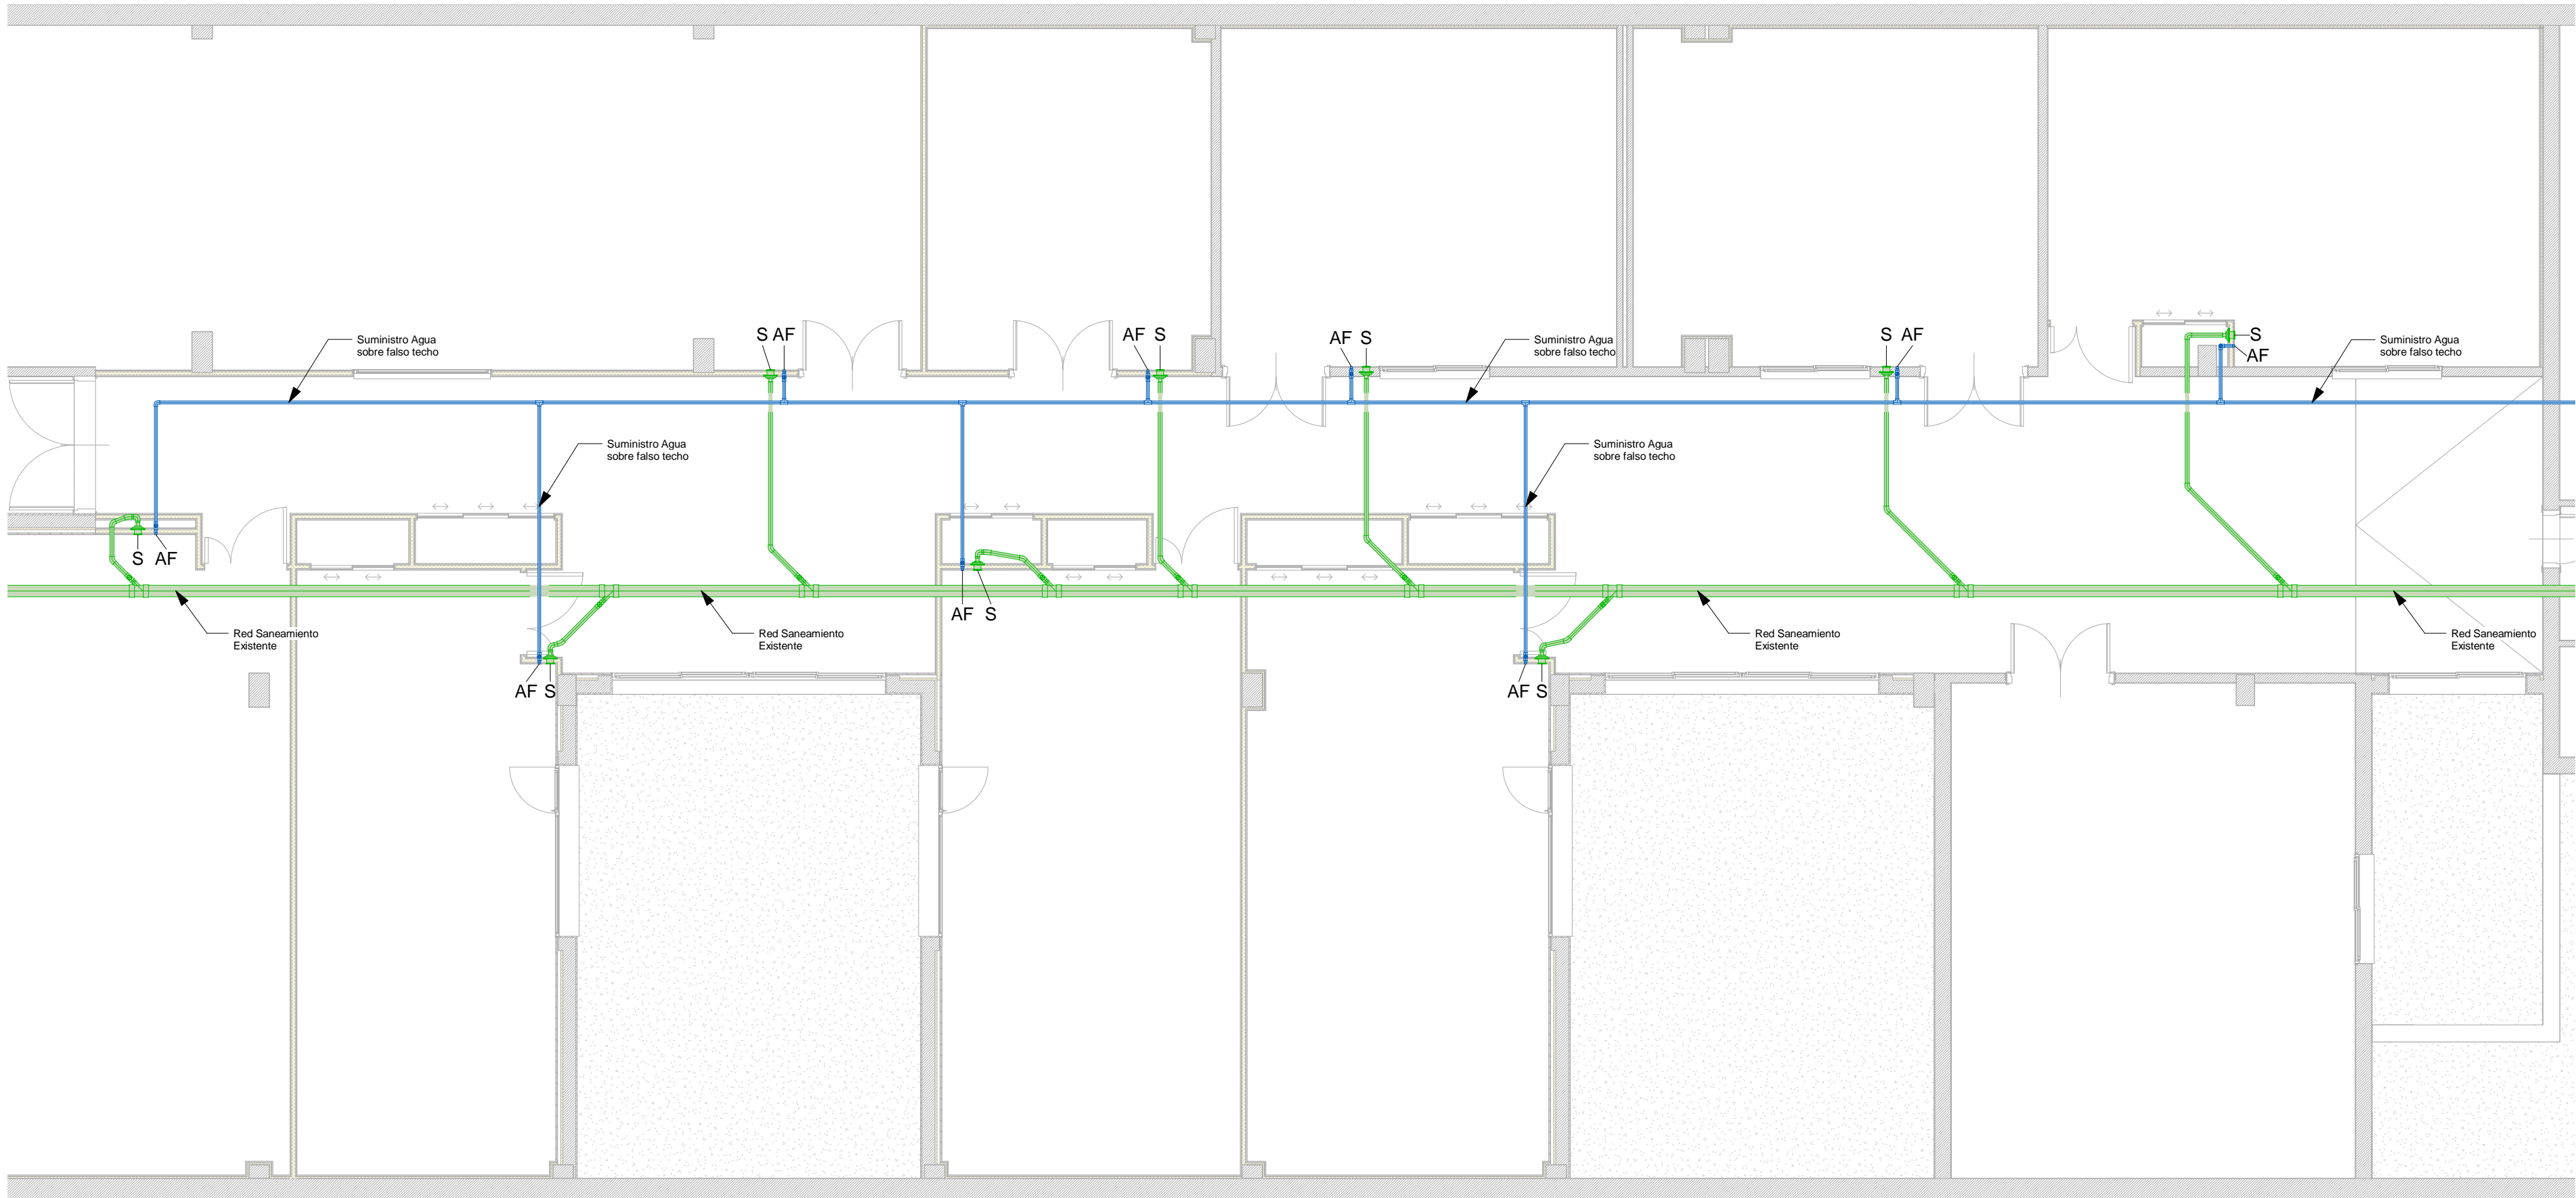 S AF
AF S
AF S
S AF
S
AF
Suministro Agua
sobre falso techo
Suministro Agua
sobre falso techo
Suministro Agua
sobre falso techo
Suministro Agua
sobre falso techo
Suministro Agua
sobre falso techo
S AF
AF S
Red Saneamiento
Existente
Red Saneamiento
Existente
Red Saneamiento
Existente
Red Saneamiento
Existente
AF S
AF S